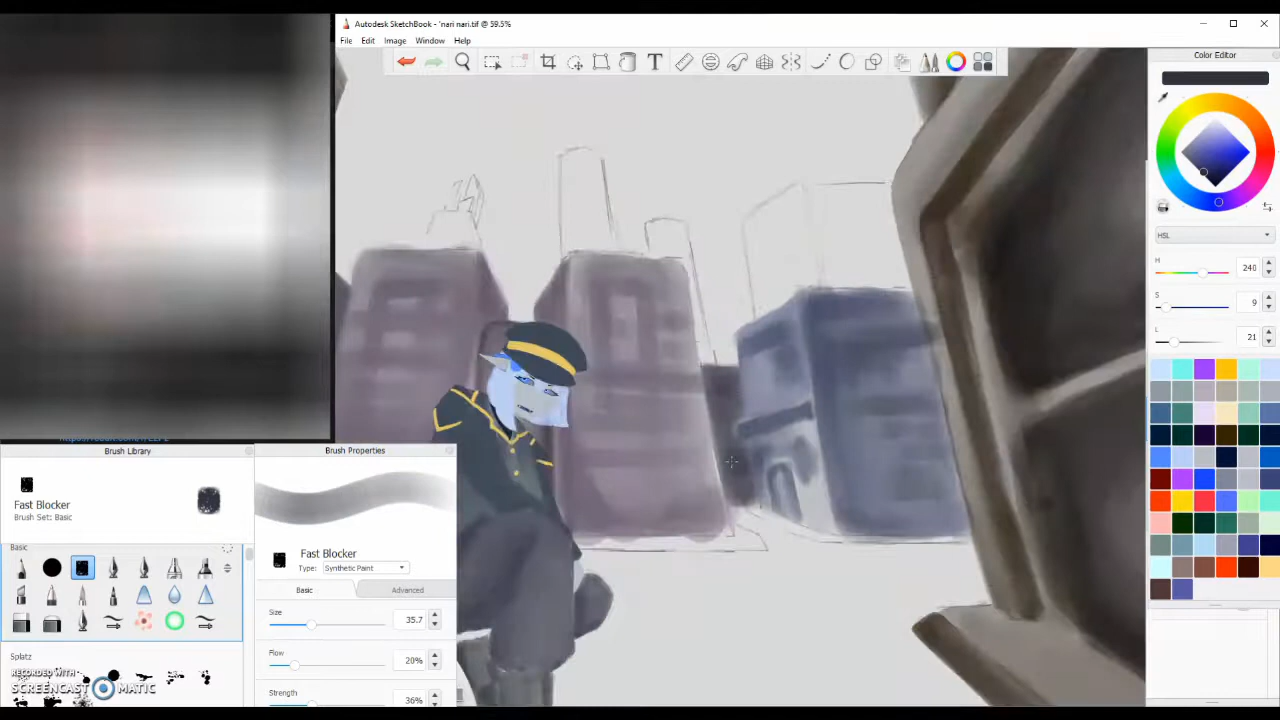 Autodesk SketchBook - 'nari nari.tif @ 59.5%
File Edit Image Window Help
Color Editor
HSL
H 240
S 9
L 21
Brush Library
Fast Blocker
Brush Set: Basic
Basic
Splatz
Brush Properties
Fast Blocker
Type: Synthetic Paint
Basic Advanced
Size
35.7
Flow
20%
Strength
36%
RECORDED WITH
SCREENCAST MATIC